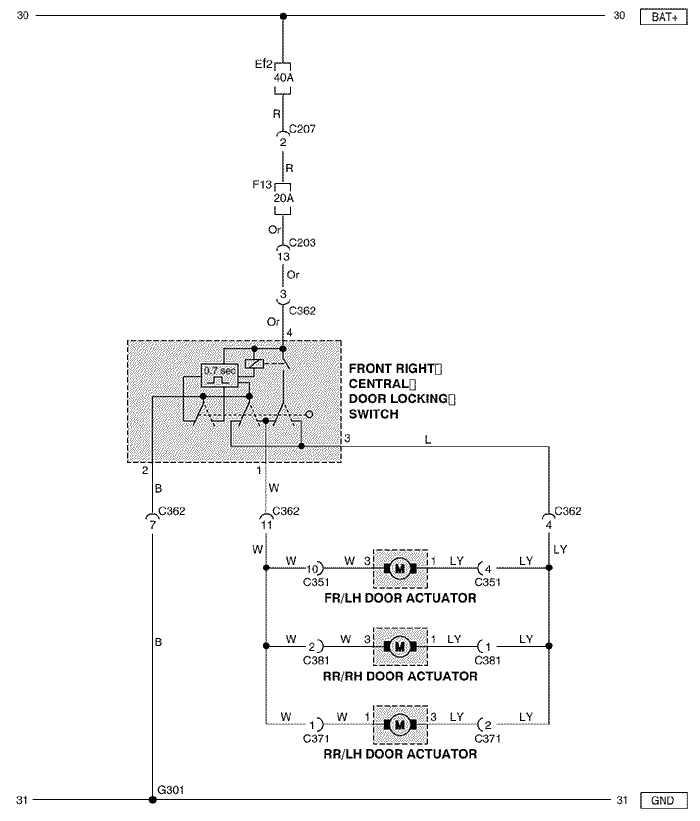 30 30 BAT+
Ef2
40A
R
C207
2
R
F13
20A
Or
C203
13
Or
3
C362
Or
4
0.7 sec
FRONT RIGHT
CENTRAL
DOOR LOCKING
SWITCH
3 L
2 1
B W
C362 C362 C362
7 11 4
W LY
W 10 W 3 M 1 LY 4 LY
C351 C351
FR/LH DOOR ACTUATOR
B
W 2 W 3 M 1 LY 1 LY
C381 C381
RR/RH DOOR ACTUATOR
W 1 W 1 M 3 LY 2 LY
C371 C371
RR/LH DOOR ACTUATOR
G301
31 31 GND